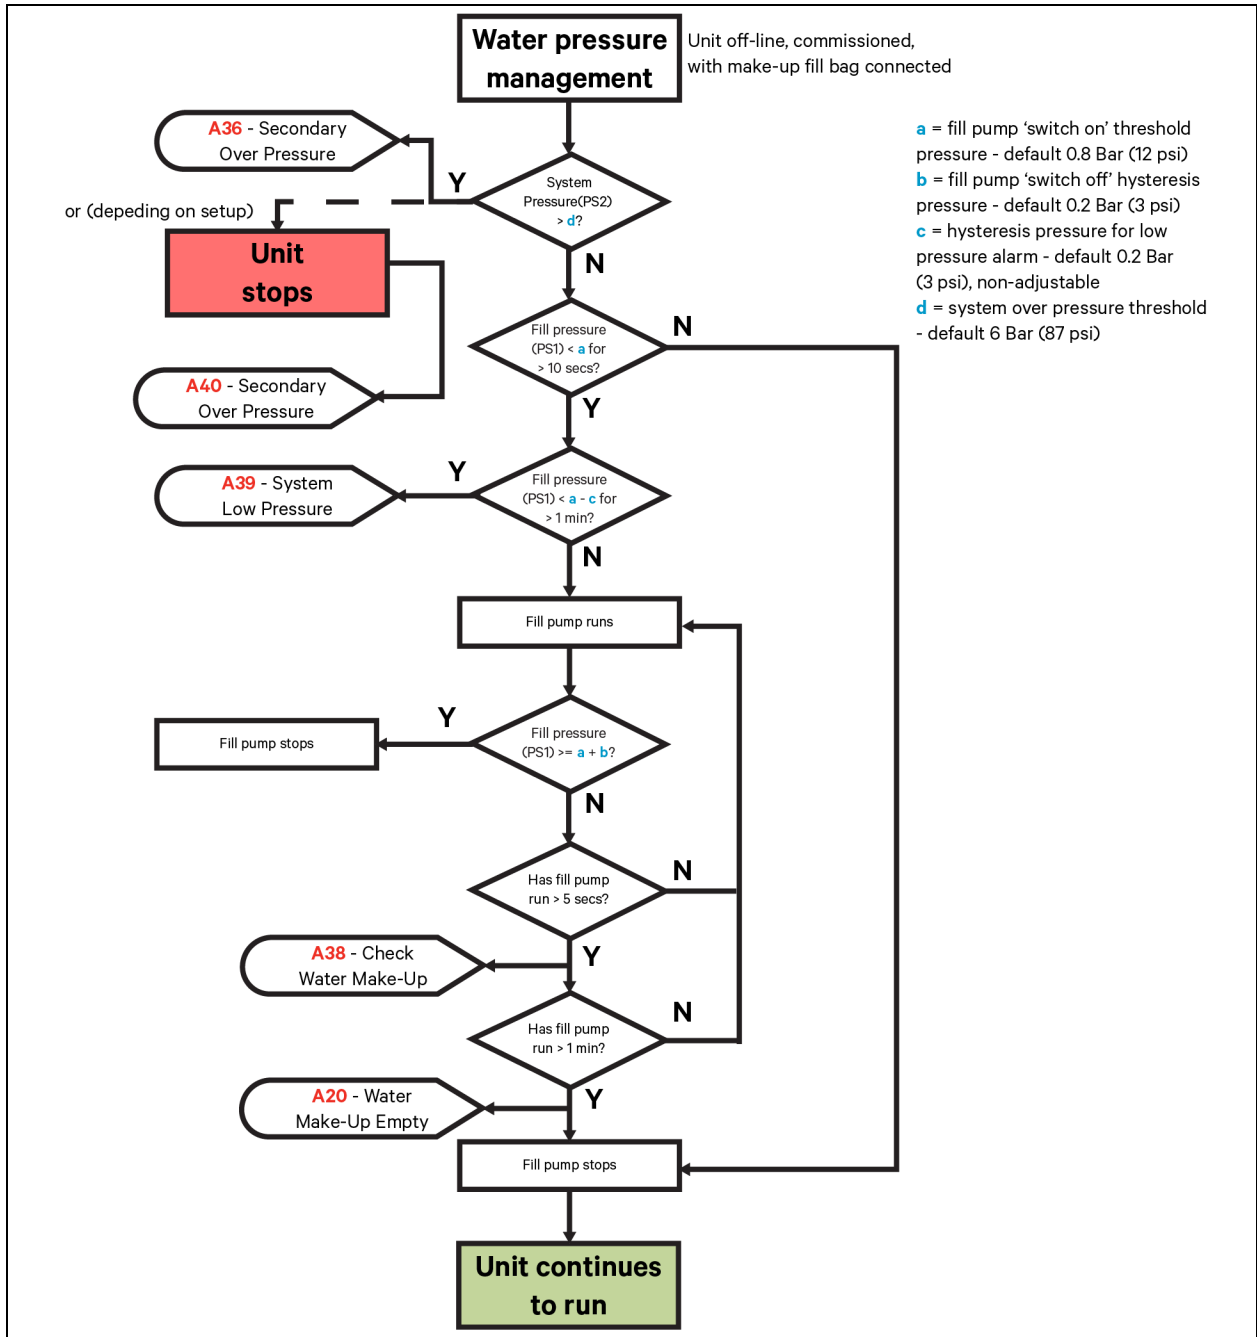 Water pressure
management
Unit off-line, commissioned,
with make-up fill bag connected
a = fill pump ‘switch on’ threshold
pressure - default 0.8 Bar (12 psi)
b = fill pump ‘switch off’ hysteresis
pressure - default 0.2 Bar (3 psi)
c = hysteresis pressure for low
pressure alarm - default 0.2 Bar
(3 psi), non-adjustable
d = system over pressure threshold
- default 6 Bar (87 psi)
A36 - Secondary
Over Pressure
Y
System
Pressure(PS2)
> d?
or (depeding on setup)
Unit
stops
N
Fill pressure
(PS1) < a for
> 10 secs?
N
A40 - Secondary
Over Pressure
Y
A39 - System
Low Pressure
Y
Fill pressure
(PS1) < a - c for
> 1 min?
N
Fill pump runs
Fill pump stops
Y
Fill pressure
(PS1) >= a + b?
N
Has fill pump
run > 5 secs?
N
A38 - Check
Water Make-Up
Y
Has fill pump
run > 1 min?
N
A20 - Water
Make-Up Empty
Y
Fill pump stops
Unit continues
to run